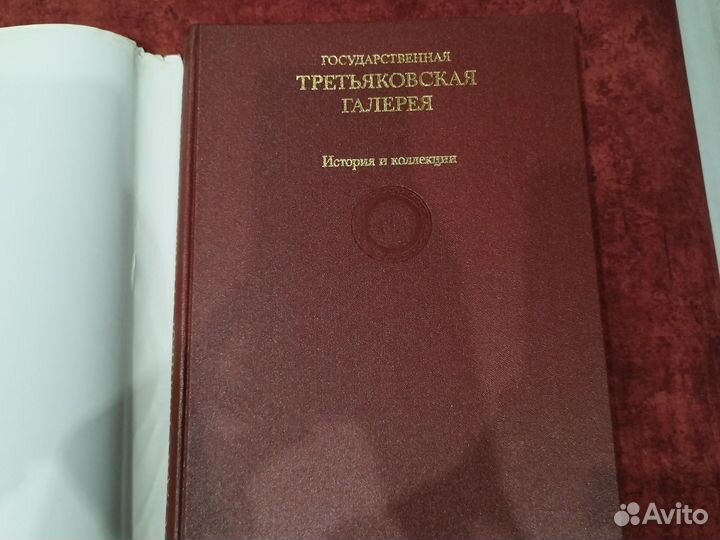 ГОСУДАРСТВЕННАЯ
ТРЕТЬЯКОВСКАЯ
ГАЛЕРЕЯ
История и коллекции
Avito